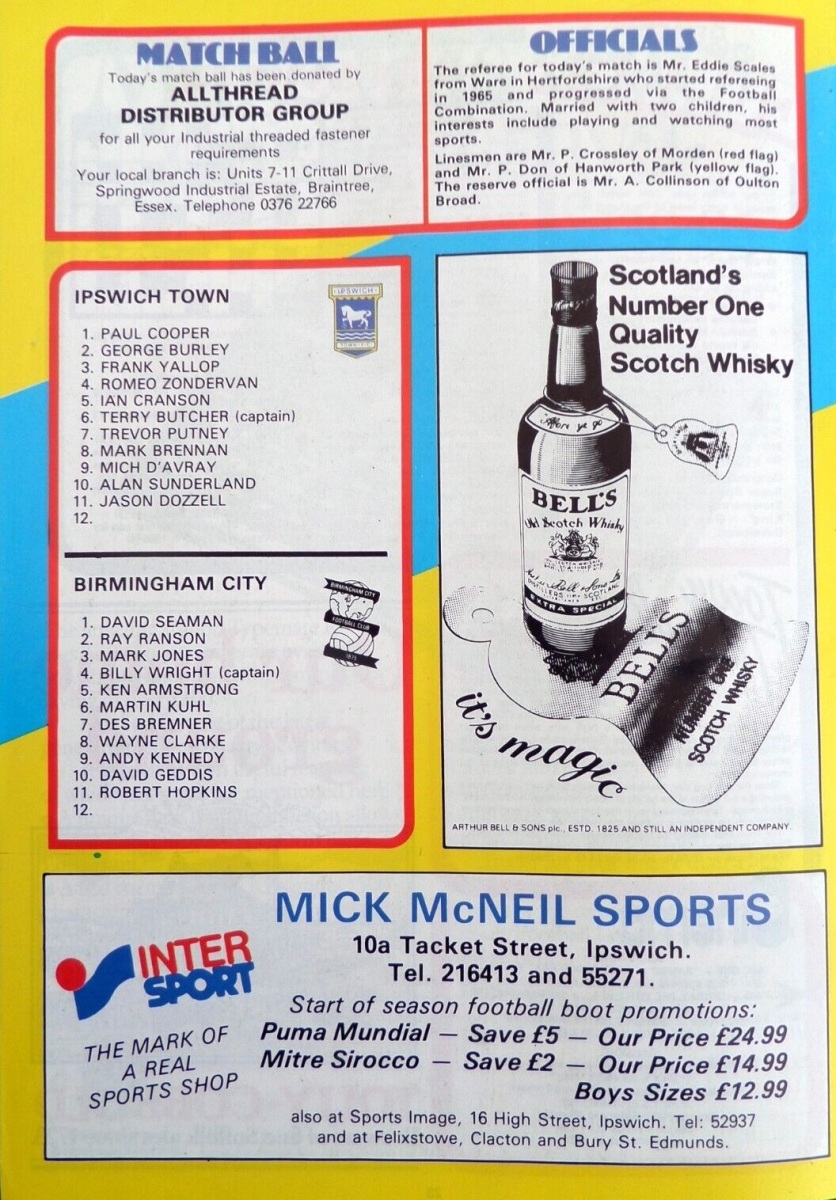 MATCH BALL
Today's match ball has been donated by
ALLTHREAD
DISTRIBUTOR GROUP
for all your Industrial threaded fastener
requirements
Your local branch is: Units 7-11 Crittall Drive,
Springwood Industrial Estate, Braintree,
Essex. Telephone 0376 22766
OFFICIALS
The referee for today's match is Mr. Eddie Scales
from Ware in Hertfordshire who started refereeing
in 1965 and progressed via the Football
Combination. Married with two children, his
interests include playing and watching most
sports.
Linesmen are Mr. P. Crossley of Morden (red flag)
and Mr. P. Don of Hanworth Park (yellow flag).
The reserve official is Mr. A. Collinson of Oulton
Broad.
IPSWICH TOWN
IPSWICH
TOWN F.C.
1. PAUL COOPER
2. GEORGE BURLEY
3. FRANK YALLOP
4. ROMEO ZONDERVAN
5. IAN CRANSON
6. TERRY BUTCHER (captain)
7. TREVOR PUTNEY
8. MARK BRENNAN
9. MICH D'AVRAY
10. ALAN SUNDERLAND
11. JASON DOZZELL
12.
BIRMINGHAM CITY
BIRMINGHAM CITY
FOOTBALL CLUB
1875
1. DAVID SEAMAN
2. RAY RANSON
3. MARK JONES
4. BILLY WRIGHT (captain)
5. KEN ARMSTRONG
6. MARTIN KUHL
7. DES BREMNER
8. WAYNE CLARKE
9. ANDY KENNEDY
10. DAVID GEDDIS
11. ROBERT HOPKINS
12.
Scotland's
Number One
Quality
Scotch Whisky
Afore ye go
BELL'S
Old Scotch Whisky
EXTRA SPECIAL
BELL'S
NUMBER ONE
SCOTCH WHISKY
it's magic
ARTHUR BELL & SONS plc., ESTD. 1825 AND STILL AN INDEPENDENT COMPANY.
MICK McNEIL SPORTS
10a Tacket Street, Ipswich.
Tel. 216413 and 55271.
INTER
SPORT
THE MARK OF
A REAL
SPORTS SHOP
Start of season football boot promotions:
Puma Mundial — Save £5 — Our Price £24.99
Mitre Sirocco — Save £2 — Our Price £14.99
Boys Sizes £12.99
also at Sports Image, 16 High Street, Ipswich. Tel: 52937
and at Felixstowe, Clacton and Bury St. Edmunds.